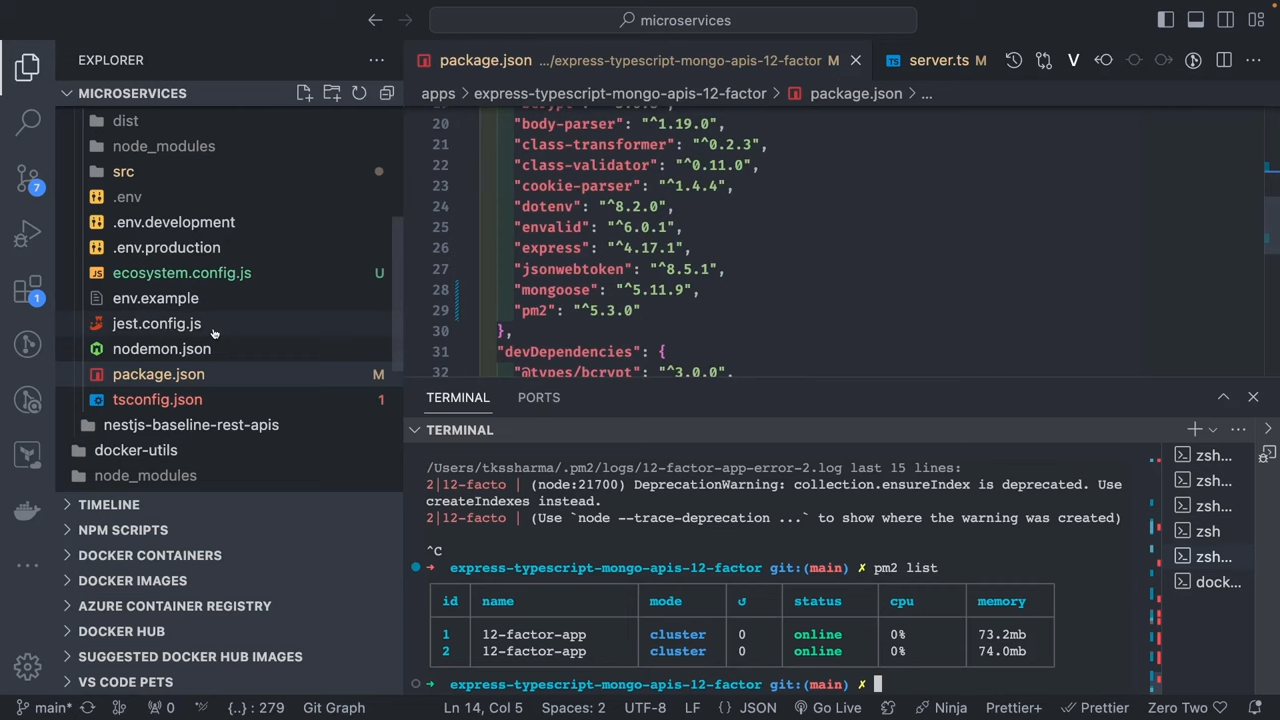 microservices
EXPLORER
MICROSERVICES
dist
node_modules
src
.env
.env.development
.env.production
ecosystem.config.js U
env.example
jest.config.js
nodemon.json
package.json M
tsconfig.json 1
nestjs-baseline-rest-apis
docker-utils
node_modules
TIMELINE
NPM SCRIPTS
DOCKER CONTAINERS
DOCKER IMAGES
AZURE CONTAINER REGISTRY
DOCKER HUB
SUGGESTED DOCKER HUB IMAGES
VS CODE PETS
7
1
package.json .../express-typescript-mongo-apis-12-factor M
server.ts M
apps > express-typescript-mongo-apis-12-factor > package.json > ...
20 "body-parser": "^1.19.0",
21 "class-transformer": "^0.2.3",
22 "class-validator": "^0.11.0",
23 "cookie-parser": "^1.4.4",
24 "dotenv": "^8.2.0",
25 "envalid": "^6.0.1",
26 "express": "^4.17.1",
27 "jsonwebtoken": "^8.5.1",
28 "mongoose": "^5.11.9",
29 "pm2": "^5.3.0"
30 },
31 "devDependencies": {
32 "@types/bcrypt": "^3.0.0",
TERMINAL PORTS
TERMINAL
/Users/tkssharma/.pm2/logs/12-factor-app-error-2.log last 15 lines:
2|12-facto | (node:21700) DeprecationWarning: collection.ensureIndex is deprecated. Use
createIndexes instead.
2|12-facto | (Use `node --trace-deprecation ...` to show where the warning was created)
^C
→ express-typescript-mongo-apis-12-factor git:(main) ✗ pm2 list
id name mode ↺ status cpu memory
1 12-factor-app cluster 0 online 0% 73.2mb
2 12-factor-app cluster 0 online 0% 74.0mb
→ express-typescript-mongo-apis-12-factor git:(main) ✗
zsh...
zsh...
zsh...
zsh
zsh...
dock...
main* 0 {..} : 279 Git Graph Ln 14, Col 5 Spaces: 2 UTF-8 LF {} JSON Go Live Ninja Prettier+ Prettier Zero Two